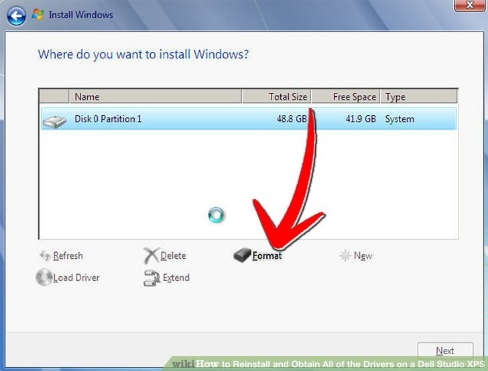 Install Windows
Where do you want to install Windows?
Name Total Size Free Space Type
Disk 0 Partition 1 48.8 GB 41.9 GB System
Refresh Delete Format New
Load Driver Extend
Next
wikiHow to Reinstall and Obtain All of the Drivers on a Dell Studio XPS